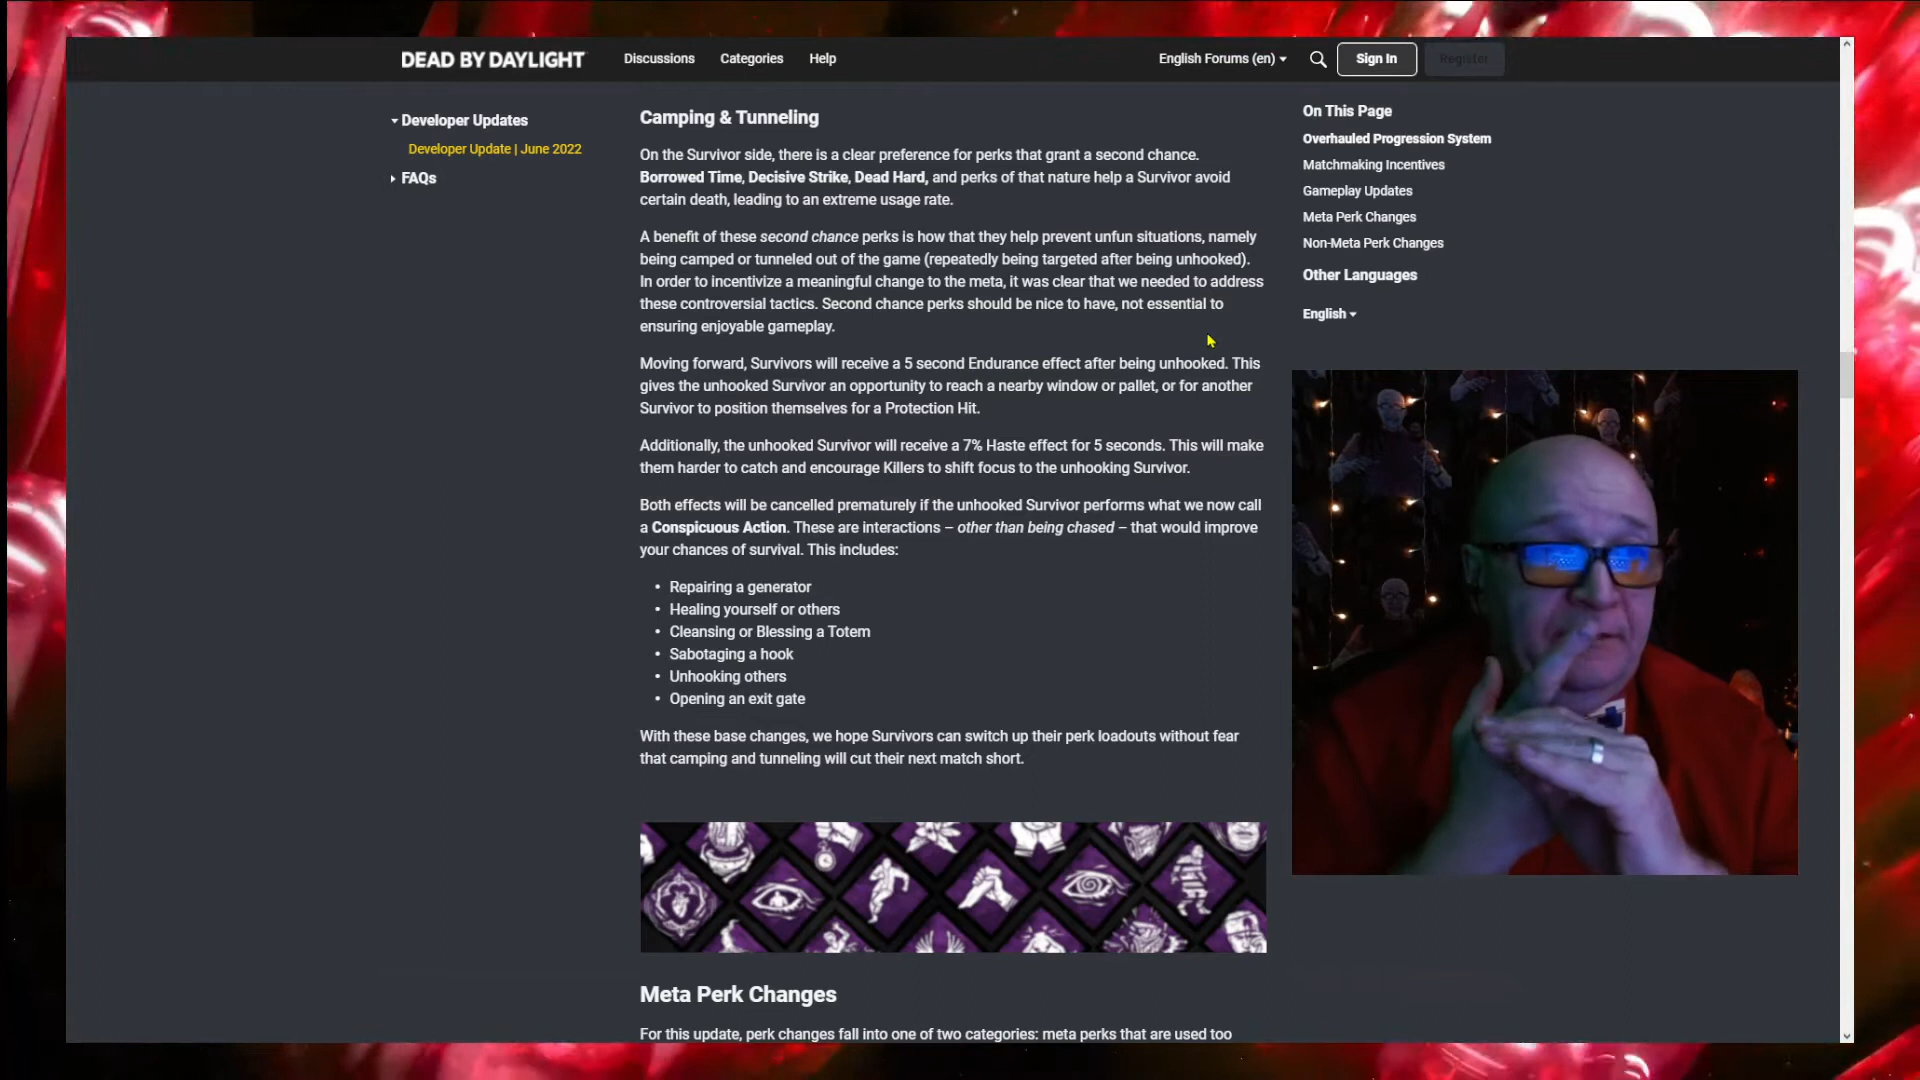 DEAD BY DAYLIGHT
Discussions
Categories
Help
English Forums (en)
Sign In
Register
Developer Updates
Developer Update | June 2022
FAQs
Camping & Tunneling
On the Survivor side, there is a clear preference for perks that grant a second chance.
Borrowed Time, Decisive Strike, Dead Hard, and perks of that nature help a Survivor avoid
certain death, leading to an extreme usage rate.
A benefit of these second chance perks is how that they help prevent unfun situations, namely
being camped or tunneled out of the game (repeatedly being targeted after being unhooked).
In order to incentivize a meaningful change to the meta, it was clear that we needed to address
these controversial tactics. Second chance perks should be nice to have, not essential to
ensuring enjoyable gameplay.
Moving forward, Survivors will receive a 5 second Endurance effect after being unhooked. This
gives the unhooked Survivor an opportunity to reach a nearby window or pallet, or for another
Survivor to position themselves for a Protection Hit.
Additionally, the unhooked Survivor will receive a 7% Haste effect for 5 seconds. This will make
them harder to catch and encourage Killers to shift focus to the unhooking Survivor.
Both effects will be cancelled prematurely if the unhooked Survivor performs what we now call
a Conspicuous Action. These are interactions – other than being chased – that would improve
your chances of survival. This includes:
• Repairing a generator
• Healing yourself or others
• Cleansing or Blessing a Totem
• Sabotaging a hook
• Unhooking others
• Opening an exit gate
With these base changes, we hope Survivors can switch up their perk loadouts without fear
that camping and tunneling will cut their next match short.
Meta Perk Changes
For this update, perk changes fall into one of two categories: meta perks that are used too
On This Page
Overhauled Progression System
Matchmaking Incentives
Gameplay Updates
Meta Perk Changes
Non-Meta Perk Changes
Other Languages
English